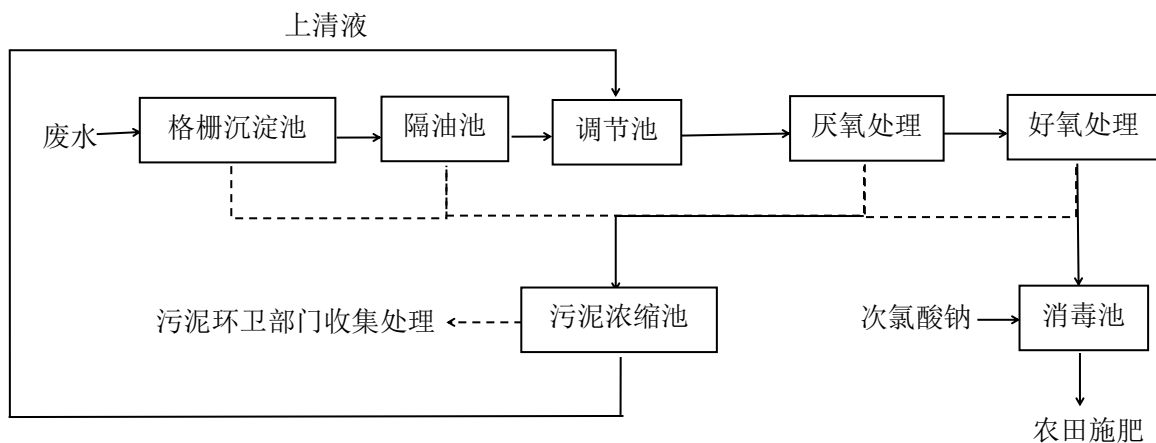 上清液
废水
格栅沉淀池
隔油池
调节池
厌氧处理
好氧处理
污泥环卫部门收集处理
污泥浓缩池
次氯酸钠
消毒池
农田施肥